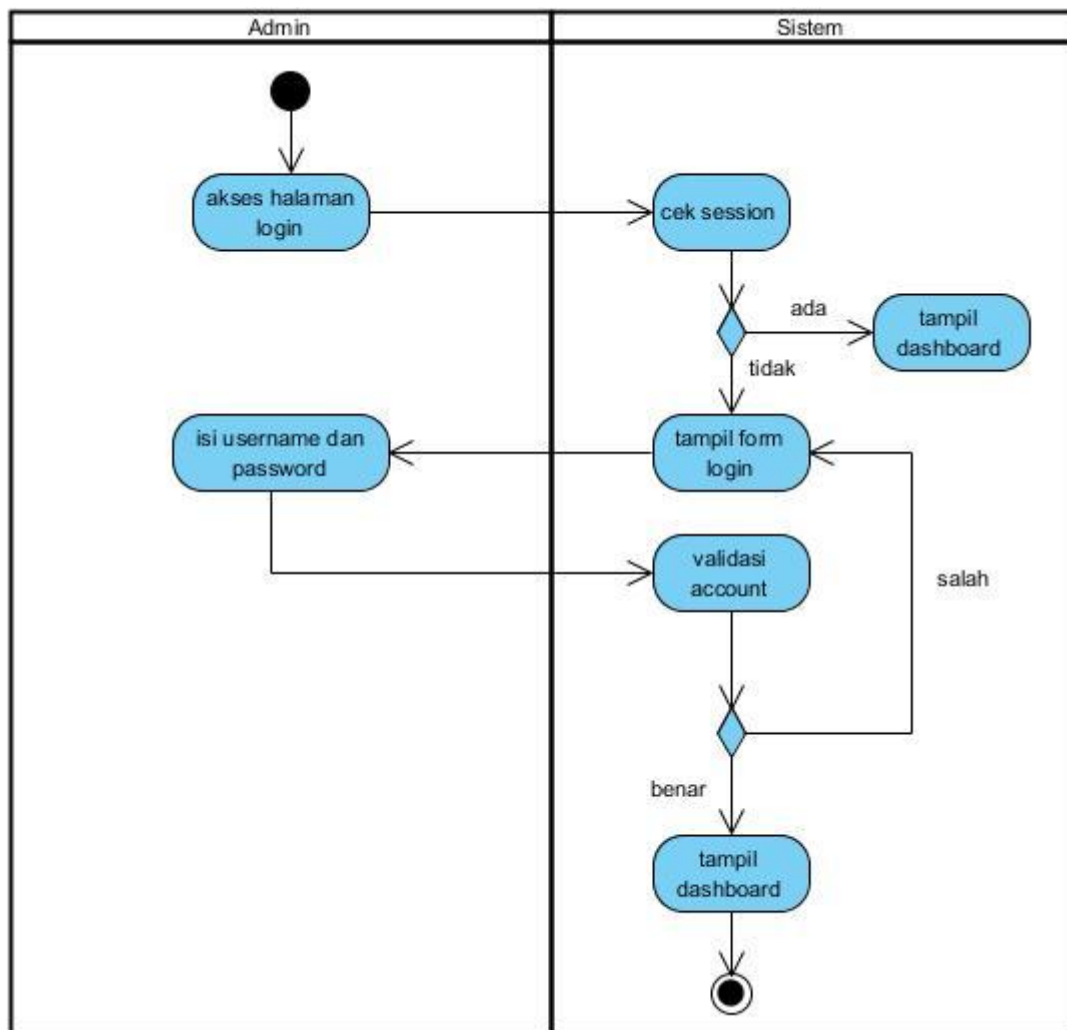 Admin
Sistem
akses halaman
login
cek session
ada
tampil
dashboard
tidak
isi username dan
password
tampil form
login
validasi
account
salah
benar
tampil
dashboard